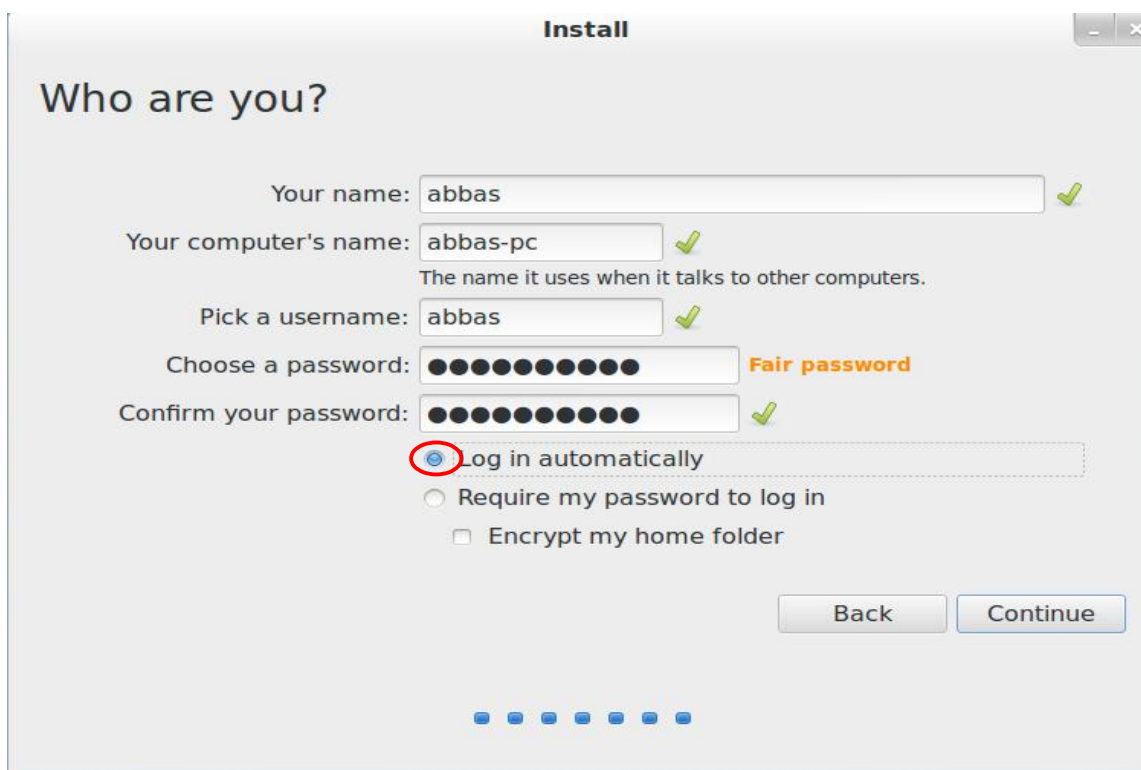 Install
Who are you?
Your name: abbas
Your computer's name: abbas-pc
The name it uses when it talks to other computers.
Pick a username: abbas
Choose a password: ●●●●●●●●●● Fair password
Confirm your password: ●●●●●●●●●●
Log in automatically
Require my password to log in
Encrypt my home folder
Back Continue